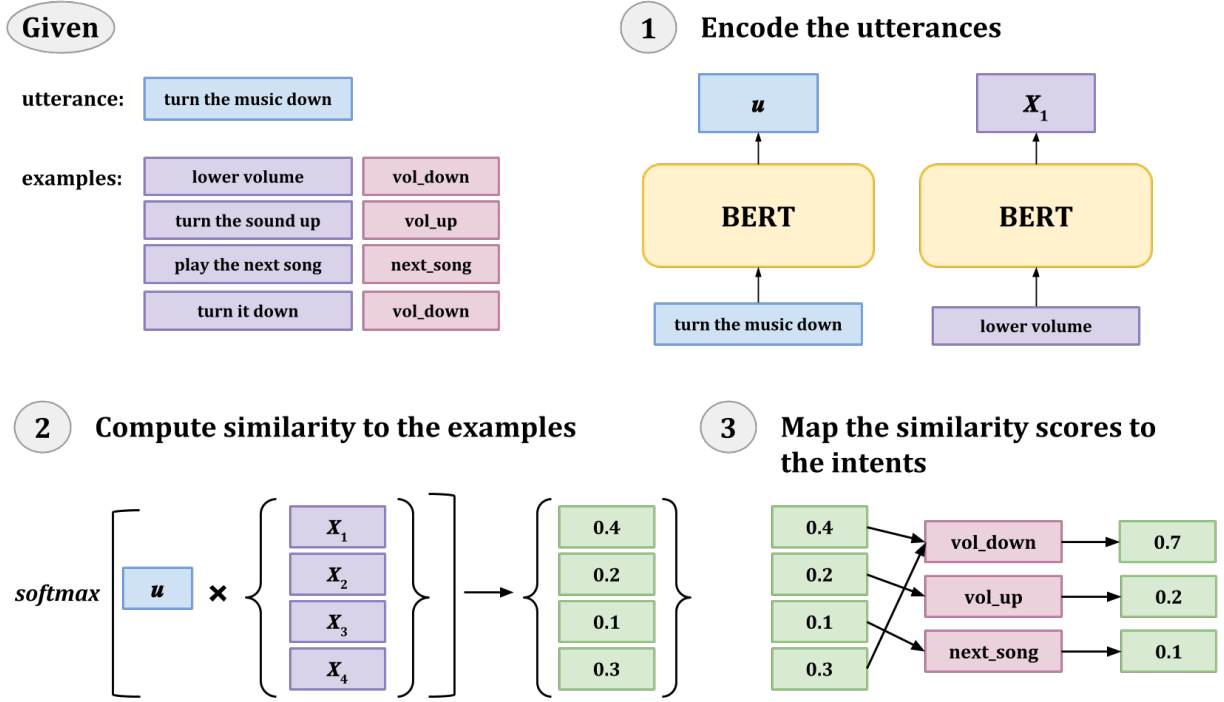 Given
utterance:
turn the music down
examples:
lower volume
vol_down
turn the sound up
vol_up
play the next song
next_song
turn it down
vol_down
1
Encode the utterances
u
X1
BERT
BERT
turn the music down
lower volume
2
Compute similarity to the examples
softmax
u
×
X1
X2
X3
X4
0.4
0.2
0.1
0.3
3
Map the similarity scores to
the intents
0.4
0.2
0.1
0.3
vol_down
vol_up
next_song
0.7
0.2
0.1